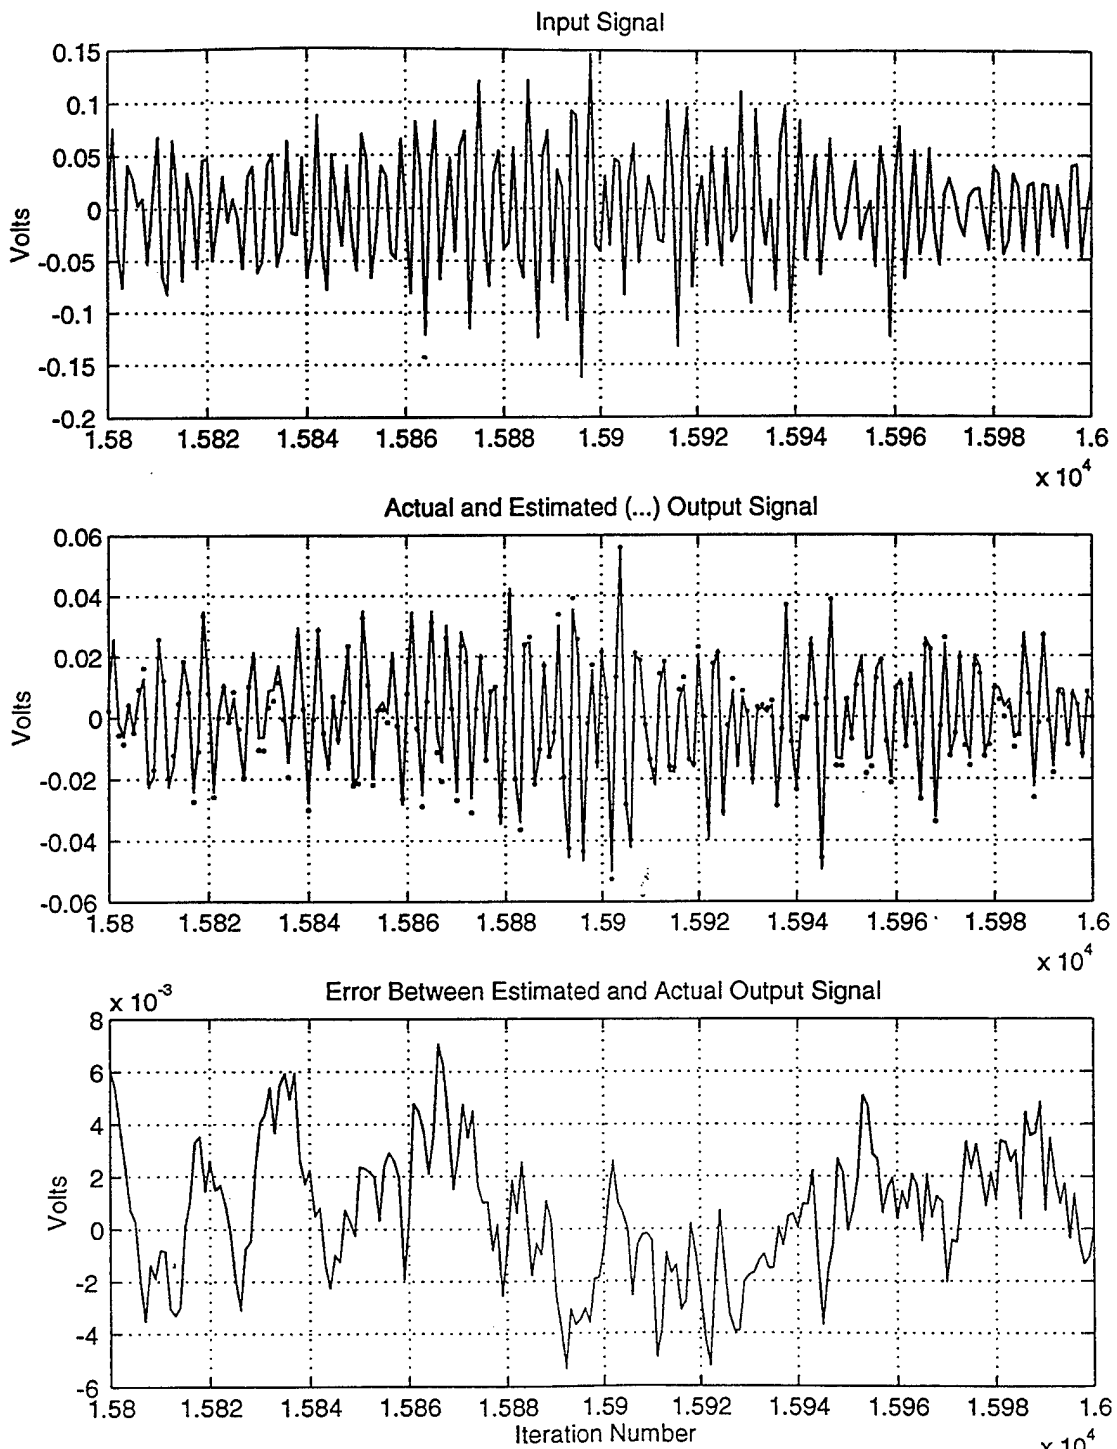 Input Signal
0.15
0.1
0.05
0
-0.05
-0.1
-0.15
-0.2
Volts
1.58 1.582 1.584 1.586 1.588 1.59 1.592 1.594 1.596 1.598 1.6
x 10^4
Actual and Estimated (...) Output Signal
0.06
0.04
0.02
0
-0.02
-0.04
-0.06
Volts
1.58 1.582 1.584 1.586 1.588 1.59 1.592 1.594 1.596 1.598 1.6
x 10^4
x 10^-3
Error Between Estimated and Actual Output Signal
8
6
4
2
0
-2
-4
-6
Volts
1.58 1.582 1.584 1.586 1.588 1.59 1.592 1.594 1.596 1.598 1.6
Iteration Number
x 10^4